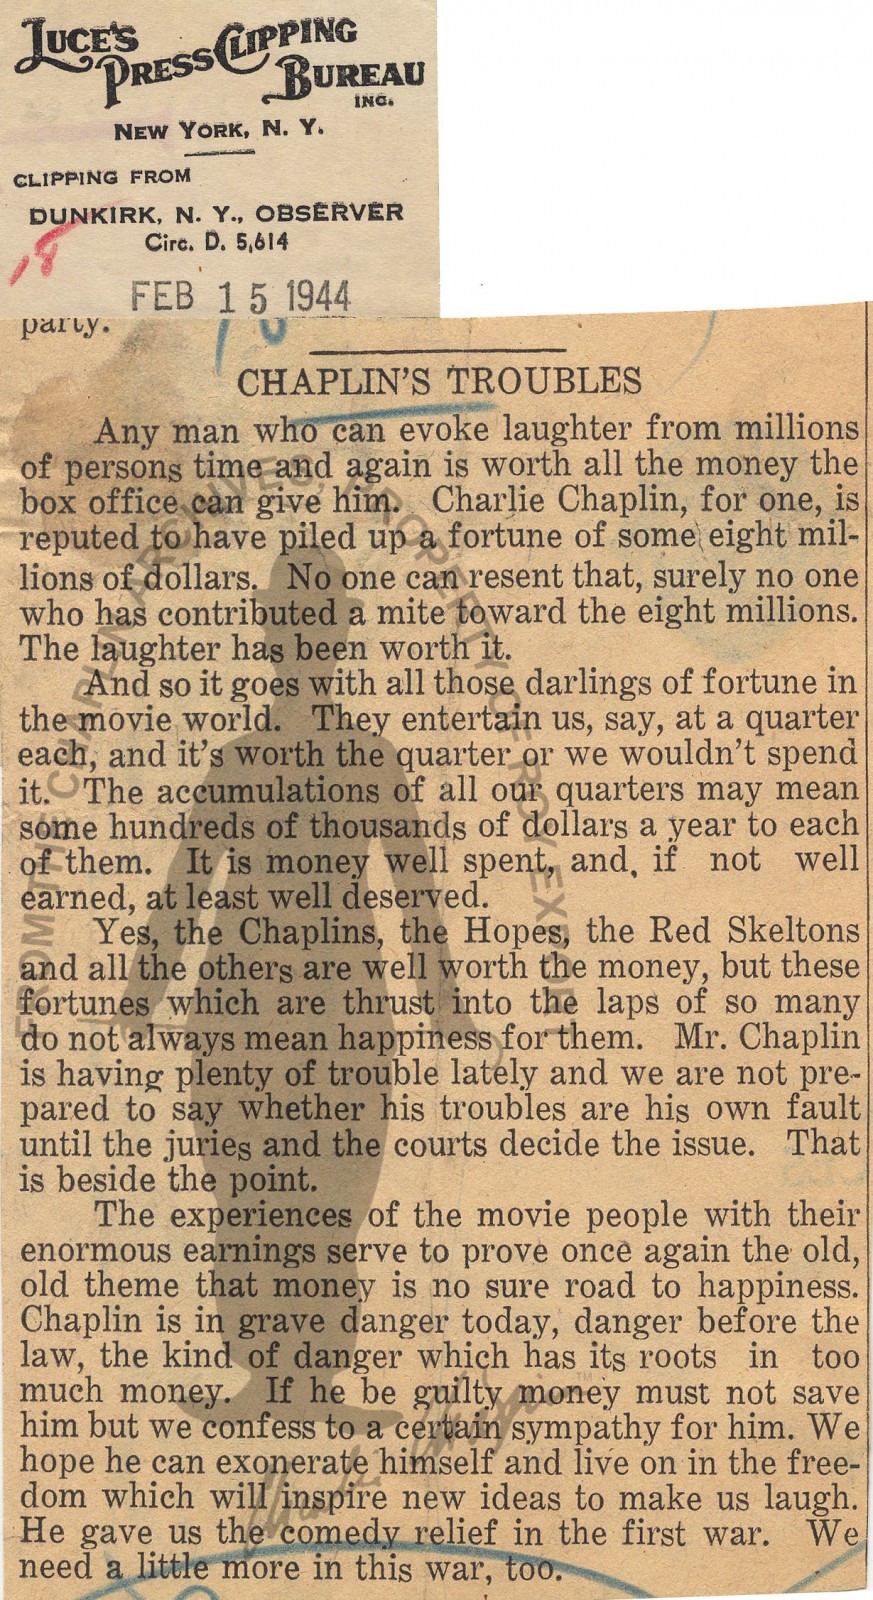 LUCE'S
PRESS CLIPPING
BUREAU
INC.
NEW YORK, N. Y.
CLIPPING FROM
DUNKIRK, N. Y., OBSERVER
Circ. D. 5,614
18
FEB 15 1944
party.
CHAPLIN'S TROUBLES
Any man who can evoke laughter from millions
of persons time and again is worth all the money the
box office can give him. Charlie Chaplin, for one, is
reputed to have piled up a fortune of some eight mil-
lions of dollars. No one can resent that, surely no one
who has contributed a mite toward the eight millions.
The laughter has been worth it.
And so it goes with all those darlings of fortune in
the movie world. They entertain us, say, at a quarter
each, and it's worth the quarter or we wouldn't spend
it. The accumulations of all our quarters may mean
some hundreds of thousands of dollars a year to each
of them. It is money well spent, and, if not well
earned, at least well deserved.
Yes, the Chaplins, the Hopes, the Red Skeltons
and all the others are well worth the money, but these
fortunes which are thrust into the laps of so many
do not always mean happiness for them. Mr. Chaplin
is having plenty of trouble lately and we are not pre-
pared to say whether his troubles are his own fault
until the juries and the courts decide the issue. That
is beside the point.
The experiences of the movie people with their
enormous earnings serve to prove once again the old,
old theme that money is no sure road to happiness.
Chaplin is in grave danger today, danger before the
law, the kind of danger which has its roots in too
much money. If he be guilty money must not save
him but we confess to a certain sympathy for him. We
hope he can exonerate himself and live on in the free-
dom which will inspire new ideas to make us laugh.
He gave us the comedy relief in the first war. We
need a little more in this war, too.
FROM THE CHAPLIN ARCHIVES, PROPERTY OF ROY EXPORT
Charlie Chaplin™